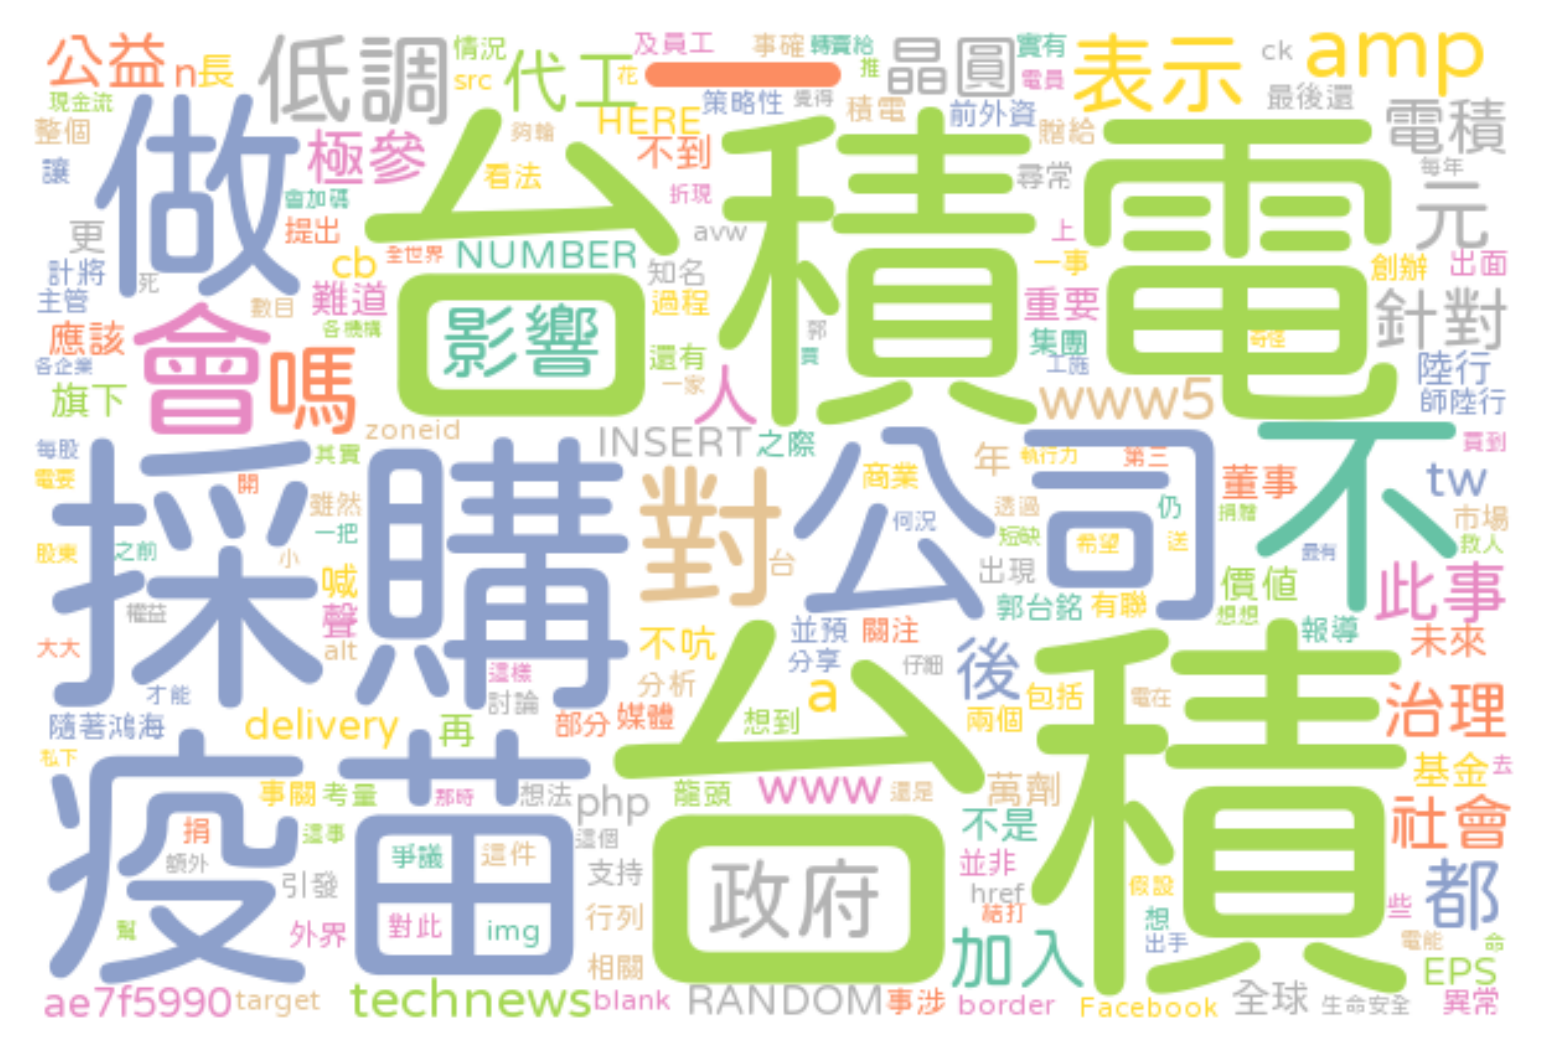 公益 n長 低調 情況 src 代工 花 及員工 一 事確 轉賣給 推 晶圓 實有 電員 表示 ck amp 最後還
現金流 整個 讓 做 極參 夠輪 HERE 策略性 覺得 積電 前外資 贈給 電積 每年
不到 看法 台積電 尋常 元
更 會加碼 提出 折現 avw 上
計將 死 cb 全世界 NUMBER 知名 一事 創辦 出面
主管 數目 難道 各機構 影響 過程 郭 重要 針對
應該 會 嗎 還有 賈 集團 奇怪
各企業 旗下 一家 人 工施 www5 陸行 師陸行
每股 zoneid INSERT 之際 年 執行力 第三 不 買到
電要 採購 其實 開 雖然 一把 對 公司 商業 董事 tw
透過 何況 仍 捐贈 市場
股東 之前 小 台 短缺 希望 送 最有 救人
權益 喊 出現 價值 此事
聲 郭台銘 有聯 想想
大大 alt 不吭 並預 關注 報導 未來
才能 這樣 分析 分享 仔細 後 包括 電在
隨著鴻海 delivery 再 討論 部分 媒體 想到 a 兩個 台積 治理
私下 疫苗 基金 去
事關 考量 那時 想法 php 龍頭 www 還是 萬劑 社會
捐 這事 爭議 這件 這個 不是
額外 引發 支持 政府 並非 假設 都
幫 外界 對此 img 行列 href 結打 想 些
相關 加入 出手 電能 命
EPS
ae7f5990 target technews blank RANDOM 事涉 border Facebook 全球 生命安全 異常